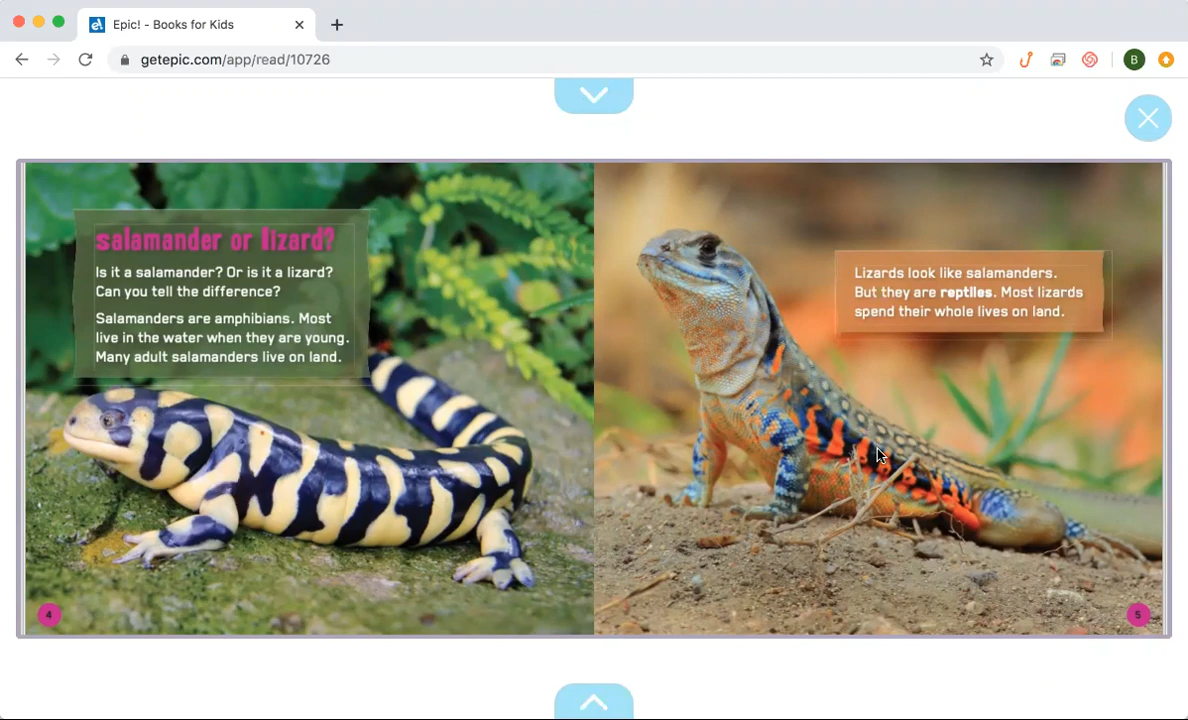 Epic! - Books for Kids
getepic.com/app/read/10726
B
salamander or lizard?
Is it a salamander? Or is it a lizard?
Can you tell the difference?
Salamanders are amphibians. Most
live in the water when they are young.
Many adult salamanders live on land.
4
Lizards look like salamanders.
But they are reptiles. Most lizards
spend their whole lives on land.
5